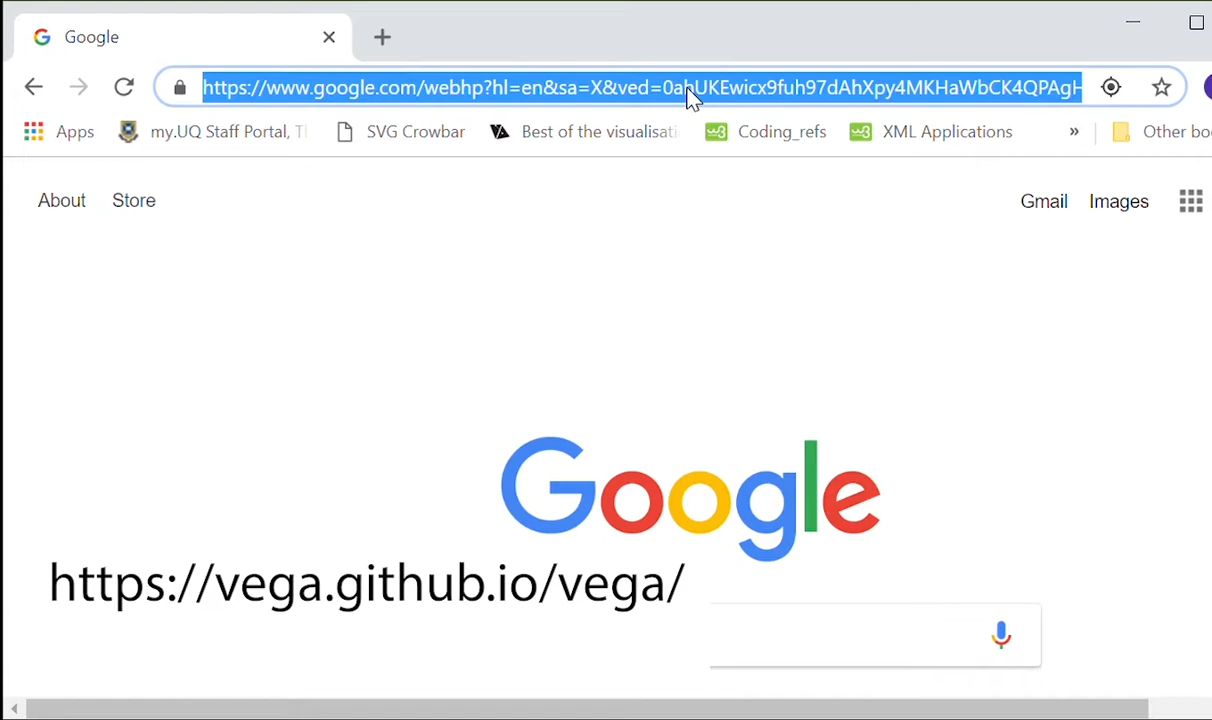 Google
https://www.google.com/webhp?hl=en&sa=X&ved=0ahUKEwicx9fuh97dAhXpy4MKHaWbCK4QPAgH
Apps my.UQ Staff Portal, T SVG Crowbar Best of the visualisati Coding_refs XML Applications » Other bo
About Store Gmail Images
Google
https://vega.github.io/vega/